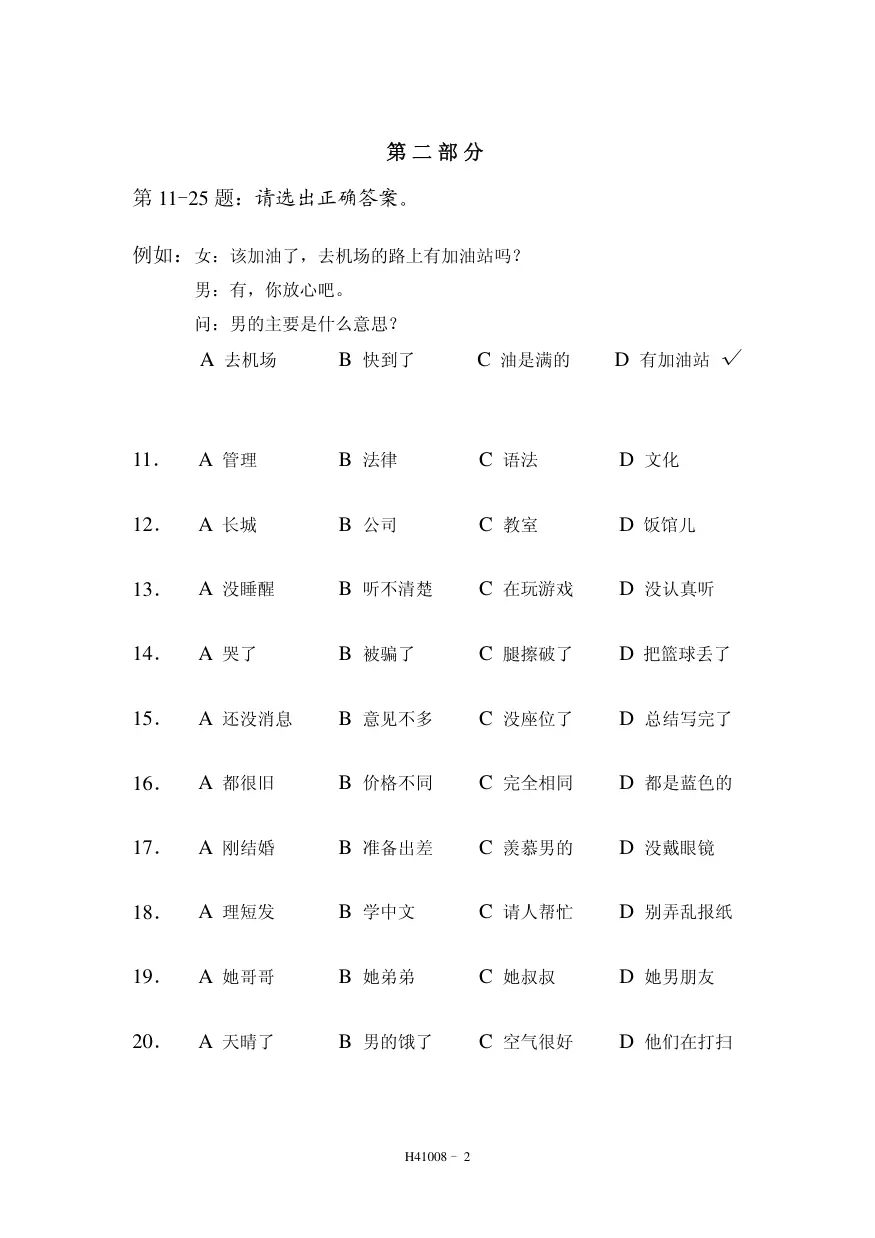 第二部分
第 11-25 题：请选出正确答案。
例如：女：该加油了，去机场的路上有加油站吗？
男：有，你放心吧。
问：男的主要是什么意思？
A 去机场 B 快到了 C 油是满的 D 有加油站 √
11． A 管理 B 法律 C 语法 D 文化
12． A 长城 B 公司 C 教室 D 饭馆儿
13． A 没睡醒 B 听不清楚 C 在玩游戏 D 没认真听
14． A 哭了 B 被骗了 C 腿擦破了 D 把篮球丢了
15． A 还没消息 B 意见不多 C 没座位了 D 总结写完了
16． A 都很旧 B 价格不同 C 完全相同 D 都是蓝色的
17． A 刚结婚 B 准备出差 C 羡慕男的 D 没戴眼镜
18． A 理短发 B 学中文 C 请人帮忙 D 别弄乱报纸
19． A 她哥哥 B 她弟弟 C 她叔叔 D 她男朋友
20． A 天晴了 B 男的饿了 C 空气很好 D 他们在打扫
H41008－ 2